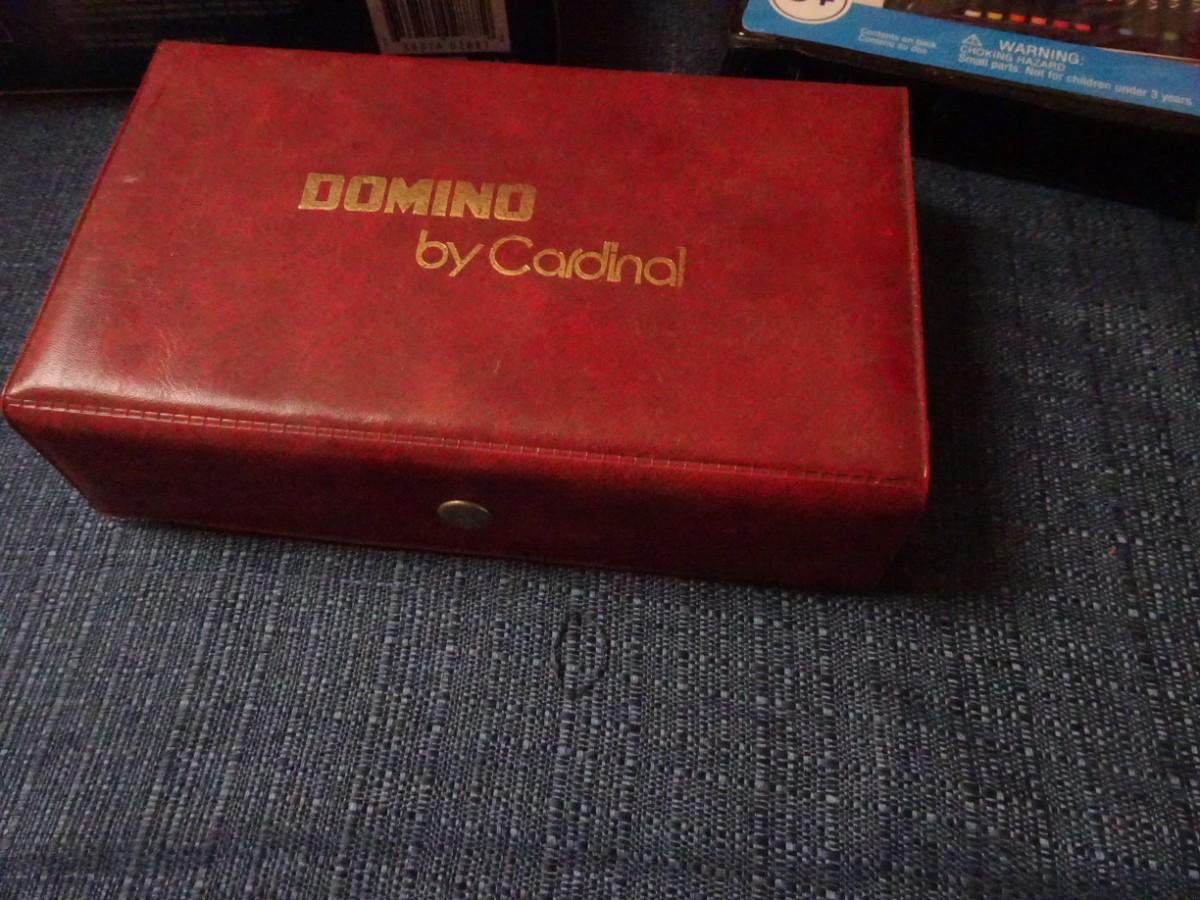 DOMINO
by Cardinal
WARNING:
CHOKING HAZARD
Small parts. Not for children under 3 years.